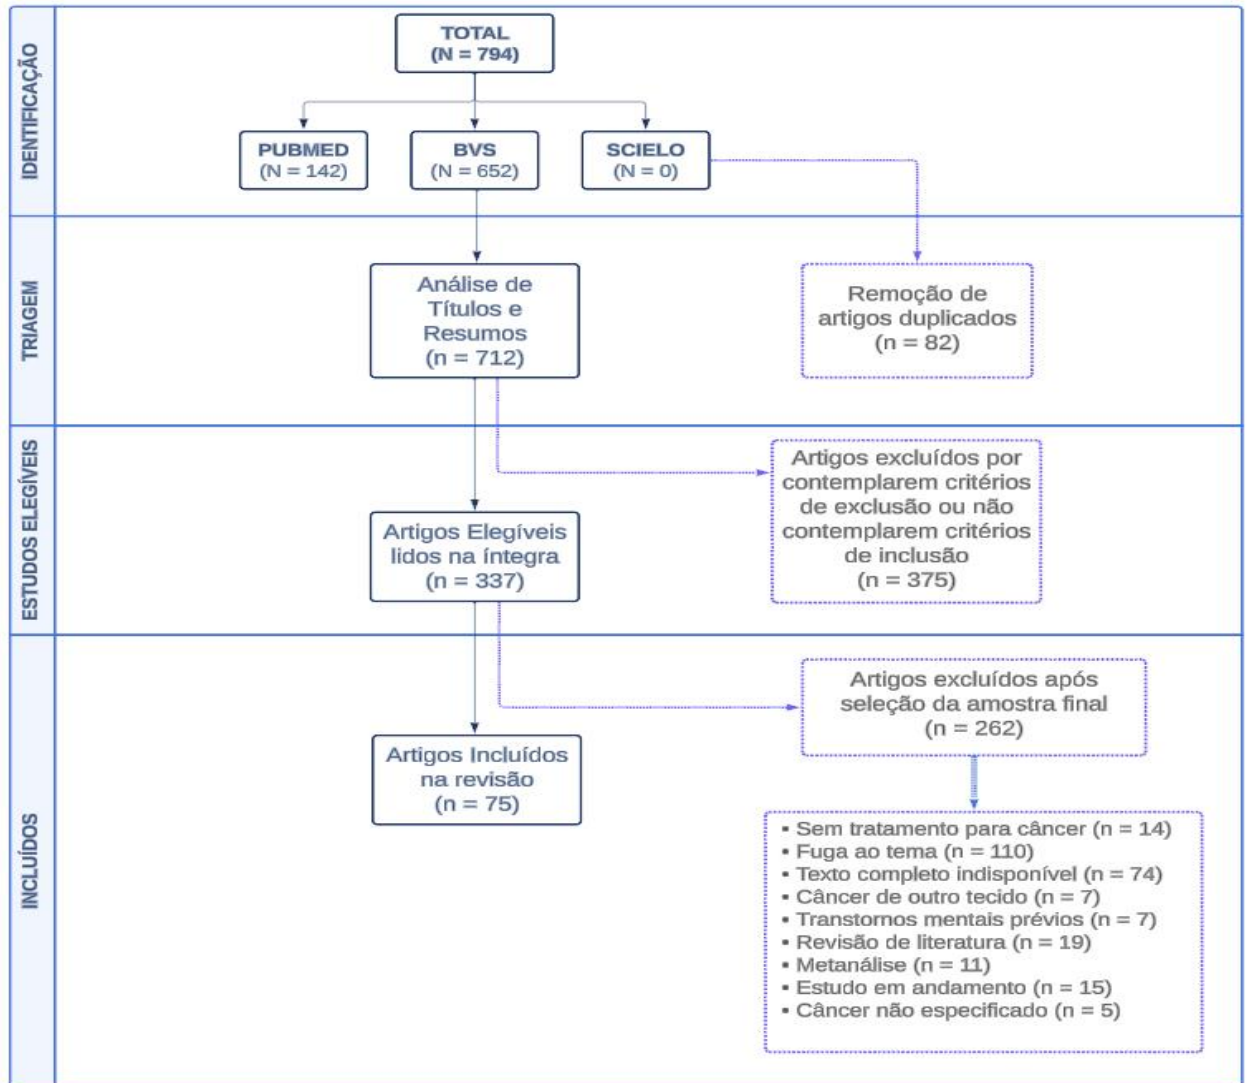 IDENTIFICAÇÃO
TOTAL
(N = 794)
PUBMED
(N = 142)
BVS
(N = 652)
SCIELO
(N = 0)
TRIAGEM
Análise de
Títulos e
Resumos
(n = 712)
Remoção de
artigos duplicados
(n = 82)
ESTUDOS ELEGÍVEIS
Artigos Elegíveis
lidos na íntegra
(n = 337)
Artigos excluídos por
contemplarem critérios
de exclusão ou não
contemplarem critérios
de inclusão
(n = 375)
INCLUÍDOS
Artigos Incluídos
na revisão
(n = 75)
Artigos excluídos após
seleção da amostra final
(n = 262)
▪ Sem tratamento para câncer (n = 14)
▪ Fuga ao tema (n = 110)
▪ Texto completo indisponível (n = 74)
▪ Câncer de outro tecido (n = 7)
▪ Transtornos mentais prévios (n = 7)
▪ Revisão de literatura (n = 19)
▪ Metanálise (n = 11)
▪ Estudo em andamento (n = 15)
▪ Câncer não especificado (n = 5)